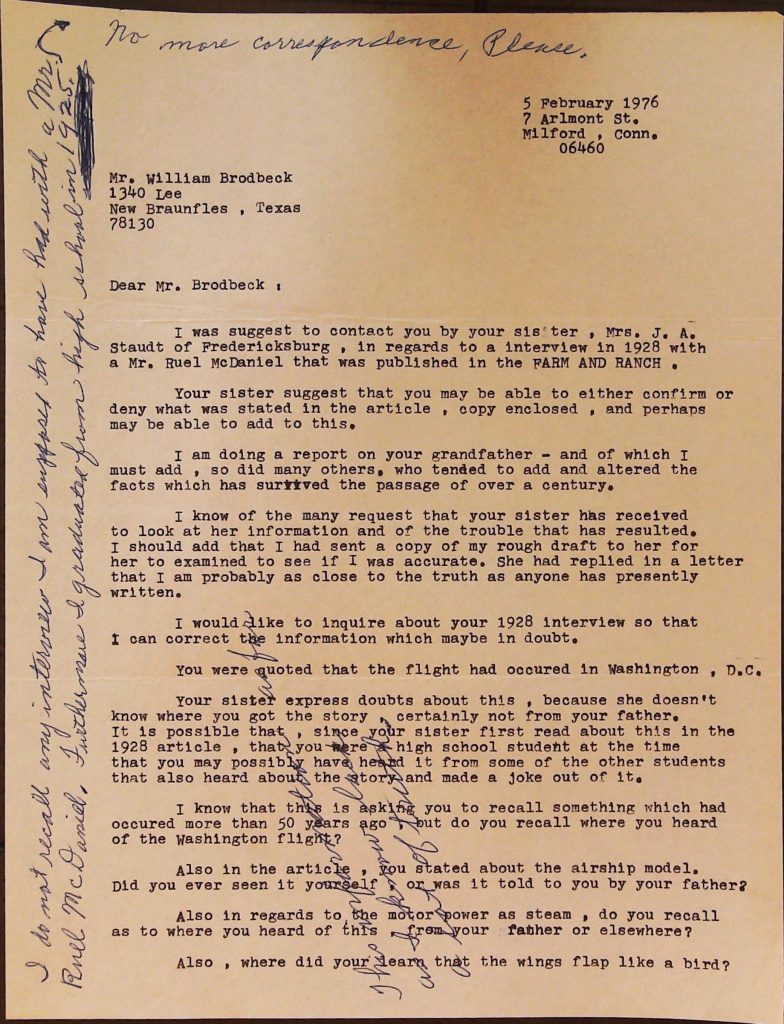 No more correspondence, Please.
5 February 1976
7 Arlmont St.
Milford , Conn.
06460
Mr. William Brodbeck
1340 Lee
New Braunfles , Texas
78130
Dear Mr. Brodbeck :
I was suggest to contact you by your sister , Mrs. J. A.
Staudt of Fredericksburg , in regards to a interview in 1928 with
a Mr. Ruel McDaniel that was published in the FARM AND RANCH .
Your sister suggest that you may be able to either confirm or
deny what was stated in the article , copy enclosed , and perhaps
may be able to add to this.
I am doing a report on your grandfather - and of which I
must add , so did many others, who tended to add and altered the
facts which has survived the passage of over a century.
I know of the many request that your sister has received
to look at her information and of the trouble that has resulted.
I should add that I had sent a copy of my rough draft to her for
her to examined to see if I was accurate. She had replied in a letter
that I am probably as close to the truth as anyone has presently
written.
I would like to inquire about your 1928 interview so that
I can correct the information which maybe in doubt.
You were quoted that the flight had occured in Washington , D.C.
Your sister express doubts about this , because she doesn't
know where you got the story , certainly not from your father.
It is possible that , since your sister first read about this in the
1928 article , that you were a high school student at the time
that you may possibly have heard it from some of the other students
that also heard about the story and made a joke out of it.
I know that this is asking you to recall something which had
occured more than 50 years ago , but do you recall where you heard
of the Washington flight?
Also in the article , you stated about the airship model.
Did you ever seen it yourself , or was it told to you by your father?
Also in regards to the motor power as steam , do you recall
as to where you heard of this , from your father or elsewhere?
Also , where did your learn that the wings flap like a bird?
I do not recall any interview I am supposed to have had with a Mr.
Ruel McDaniel. Furthermore I graduated from high school in 1925.
This information as far
as I know has
a lot of truth